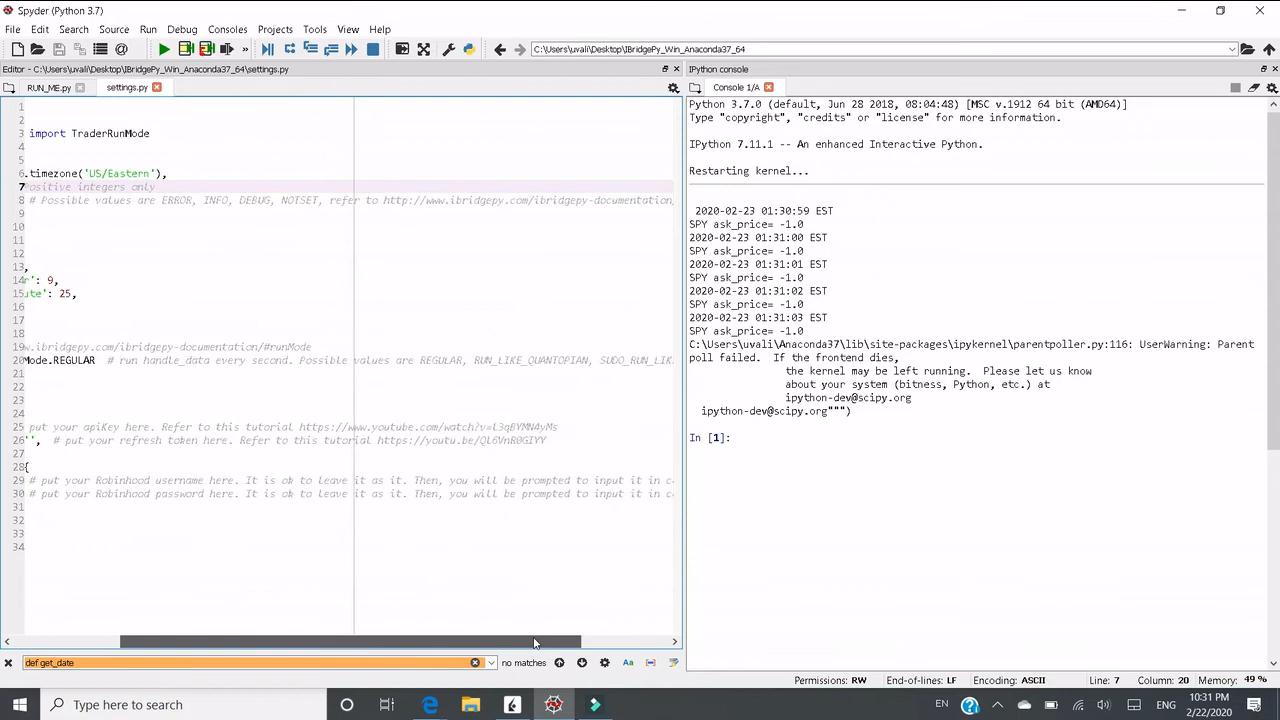 Spyder (Python 3.7)
File Edit Search Source Run Debug Consoles Projects Tools View Help
C:\Users\uvali\Desktop\IBridgePy_Win_Anaconda37_64
Editor - C:\Users\uvali\Desktop\IBridgePy_Win_Anaconda37_64\settings.py
RUN_ME.py settings.py
1
2
3 import TraderRunMode
4
5
6 .timezone('US/Eastern'),
7 Positive integers only
8 # Possible values are ERROR, INFO, DEBUG, NOTSET, refer to http://www.ibridgepy.com/ibridgepy-documentation/
9
10
11
12
13 ,
14 r': 9,
15 ute': 25,
16
17
18
19 w.ibridgepy.com/ibridgepy-documentation/#runMode
20 Mode.REGULAR # run handle_data every second. Possible values are REGULAR, RUN_LIKE_QUANTOPIAN, SUDO_RUN_LIK
21
22
23
24
25 put your apiKey here. Refer to this tutorial https://www.youtube.com/watch?v=l3qBYMN4yMs
26 '', # put your refresh token here. Refer to this tutorial https://youtu.be/Ql6VnR0GIYY
27
28 {
29 # put your Robinhood username here. It is ok to leave it as it. Then, you will be prompted to input it in c
30 # put your Robinhood password here. It is ok to leave it as it. Then, you will be prompted to input it in c
31
32
33
34
def get_date no matches Aa
IPython console
Console 1/A
Python 3.7.0 (default, Jun 28 2018, 08:04:48) [MSC v.1912 64 bit (AMD64)]
Type "copyright", "credits" or "license" for more information.
IPython 7.11.1 -- An enhanced Interactive Python.
Restarting kernel...
2020-02-23 01:30:59 EST
SPY ask_price= -1.0
2020-02-23 01:31:00 EST
SPY ask_price= -1.0
2020-02-23 01:31:01 EST
SPY ask_price= -1.0
2020-02-23 01:31:02 EST
SPY ask_price= -1.0
2020-02-23 01:31:03 EST
SPY ask_price= -1.0
C:\Users\uvali\Anaconda37\lib\site-packages\ipykernel\parentpoller.py:116: UserWarning: Parent
poll failed. If the frontend dies,
the kernel may be left running. Please let us know
about your system (bitness, Python, etc.) at
ipython-dev@scipy.org
ipython-dev@scipy.org""")
In [1]:
Permissions: RW End-of-lines: LF Encoding: ASCII Line: 7 Column: 20 Memory: 49 %
Type here to search
EN
ENG
10:31 PM
2/22/2020